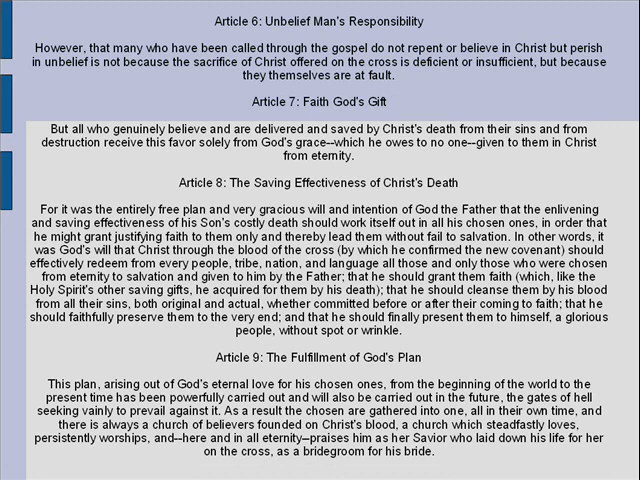 Article 6: Unbelief Man's Responsibility
However, that many who have been called through the gospel do not repent or believe in Christ but perish
in unbelief is not because the sacrifice of Christ offered on the cross is deficient or insufficient, but because
they themselves are at fault.
Article 7: Faith God's Gift
But all who genuinely believe and are delivered and saved by Christ's death from their sins and from
destruction receive this favor solely from God's grace--which he owes to no one--given to them in Christ
from eternity.
Article 8: The Saving Effectiveness of Christ's Death
For it was the entirely free plan and very gracious will and intention of God the Father that the enlivening
and saving effectiveness of his Son's costly death should work itself out in all his chosen ones, in order that
he might grant justifying faith to them only and thereby lead them without fail to salvation. In other words, it
was God's will that Christ through the blood of the cross (by which he confirmed the new covenant) should
effectively redeem from every people, tribe, nation, and language all those and only those who were chosen
from eternity to salvation and given to him by the Father; that he should grant them faith (which, like the
Holy Spirit's other saving gifts, he acquired for them by his death); that he should cleanse them by his blood
from all their sins, both original and actual, whether committed before or after their coming to faith; that he
should faithfully preserve them to the very end; and that he should finally present them to himself, a glorious
people, without spot or wrinkle.
Article 9: The Fulfillment of God's Plan
This plan, arising out of God's eternal love for his chosen ones, from the beginning of the world to the
present time has been powerfully carried out and will also be carried out in the future, the gates of hell
seeking vainly to prevail against it. As a result the chosen are gathered into one, all in their own time, and
there is always a church of believers founded on Christ's blood, a church which steadfastly loves,
persistently worships, and--here and in all eternity--praises him as her Savior who laid down his life for her
on the cross, as a bridegroom for his bride.